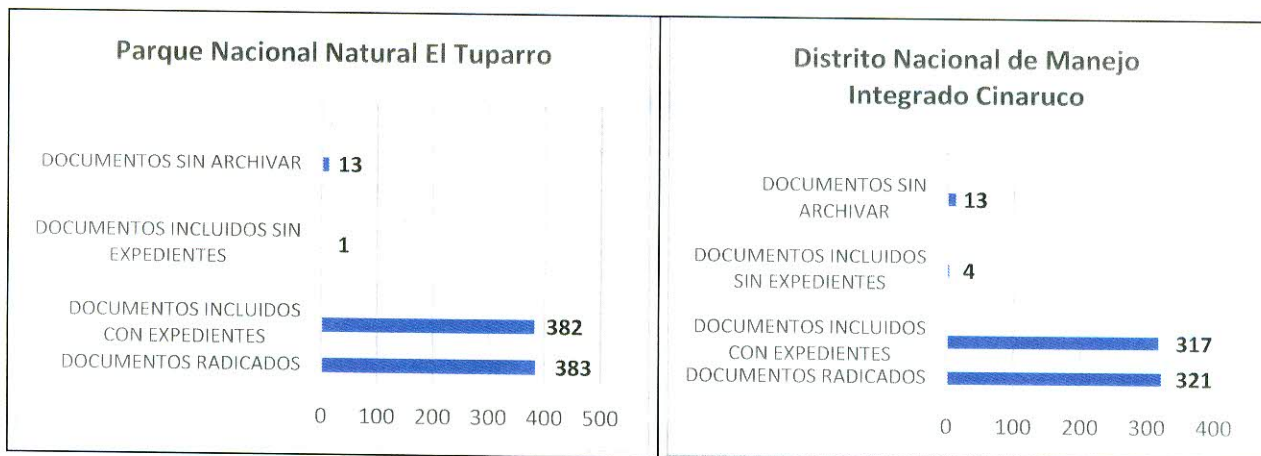 Parque Nacional Natural El Tuparro
DOCUMENTOS SIN ARCHIVAR
13
DOCUMENTOS INCLUIDOS SIN
EXPEDIENTES
1
DOCUMENTOS INCLUIDOS
CON EXPEDIENTES
382
DOCUMENTOS RADICADOS
383
0 100 200 300 400 500
Distrito Nacional de Manejo
Integrado Cinaruco
DOCUMENTOS SIN
ARCHIVAR
13
DOCUMENTOS INCLUIDOS
SIN EXPEDIENTES
4
DOCUMENTOS INCLUIDOS
CON EXPEDIENTES
317
DOCUMENTOS RADICADOS
321
0 100 200 300 400